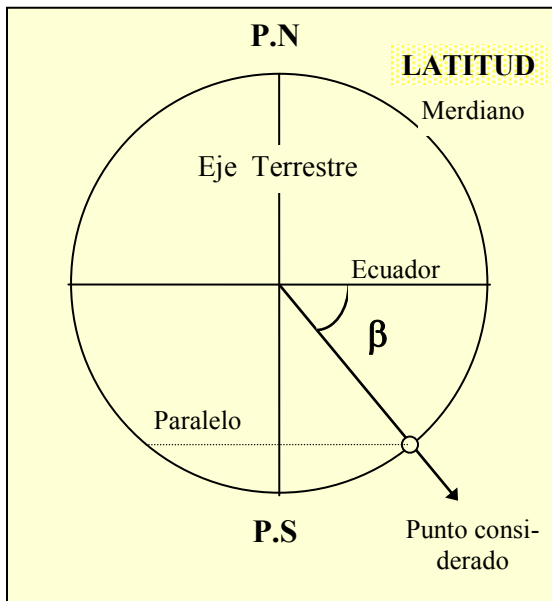 P.N
LATITUD
Merdiano
Eje Terrestre
Ecuador
β
Paralelo
P.S
Punto consi-
derado